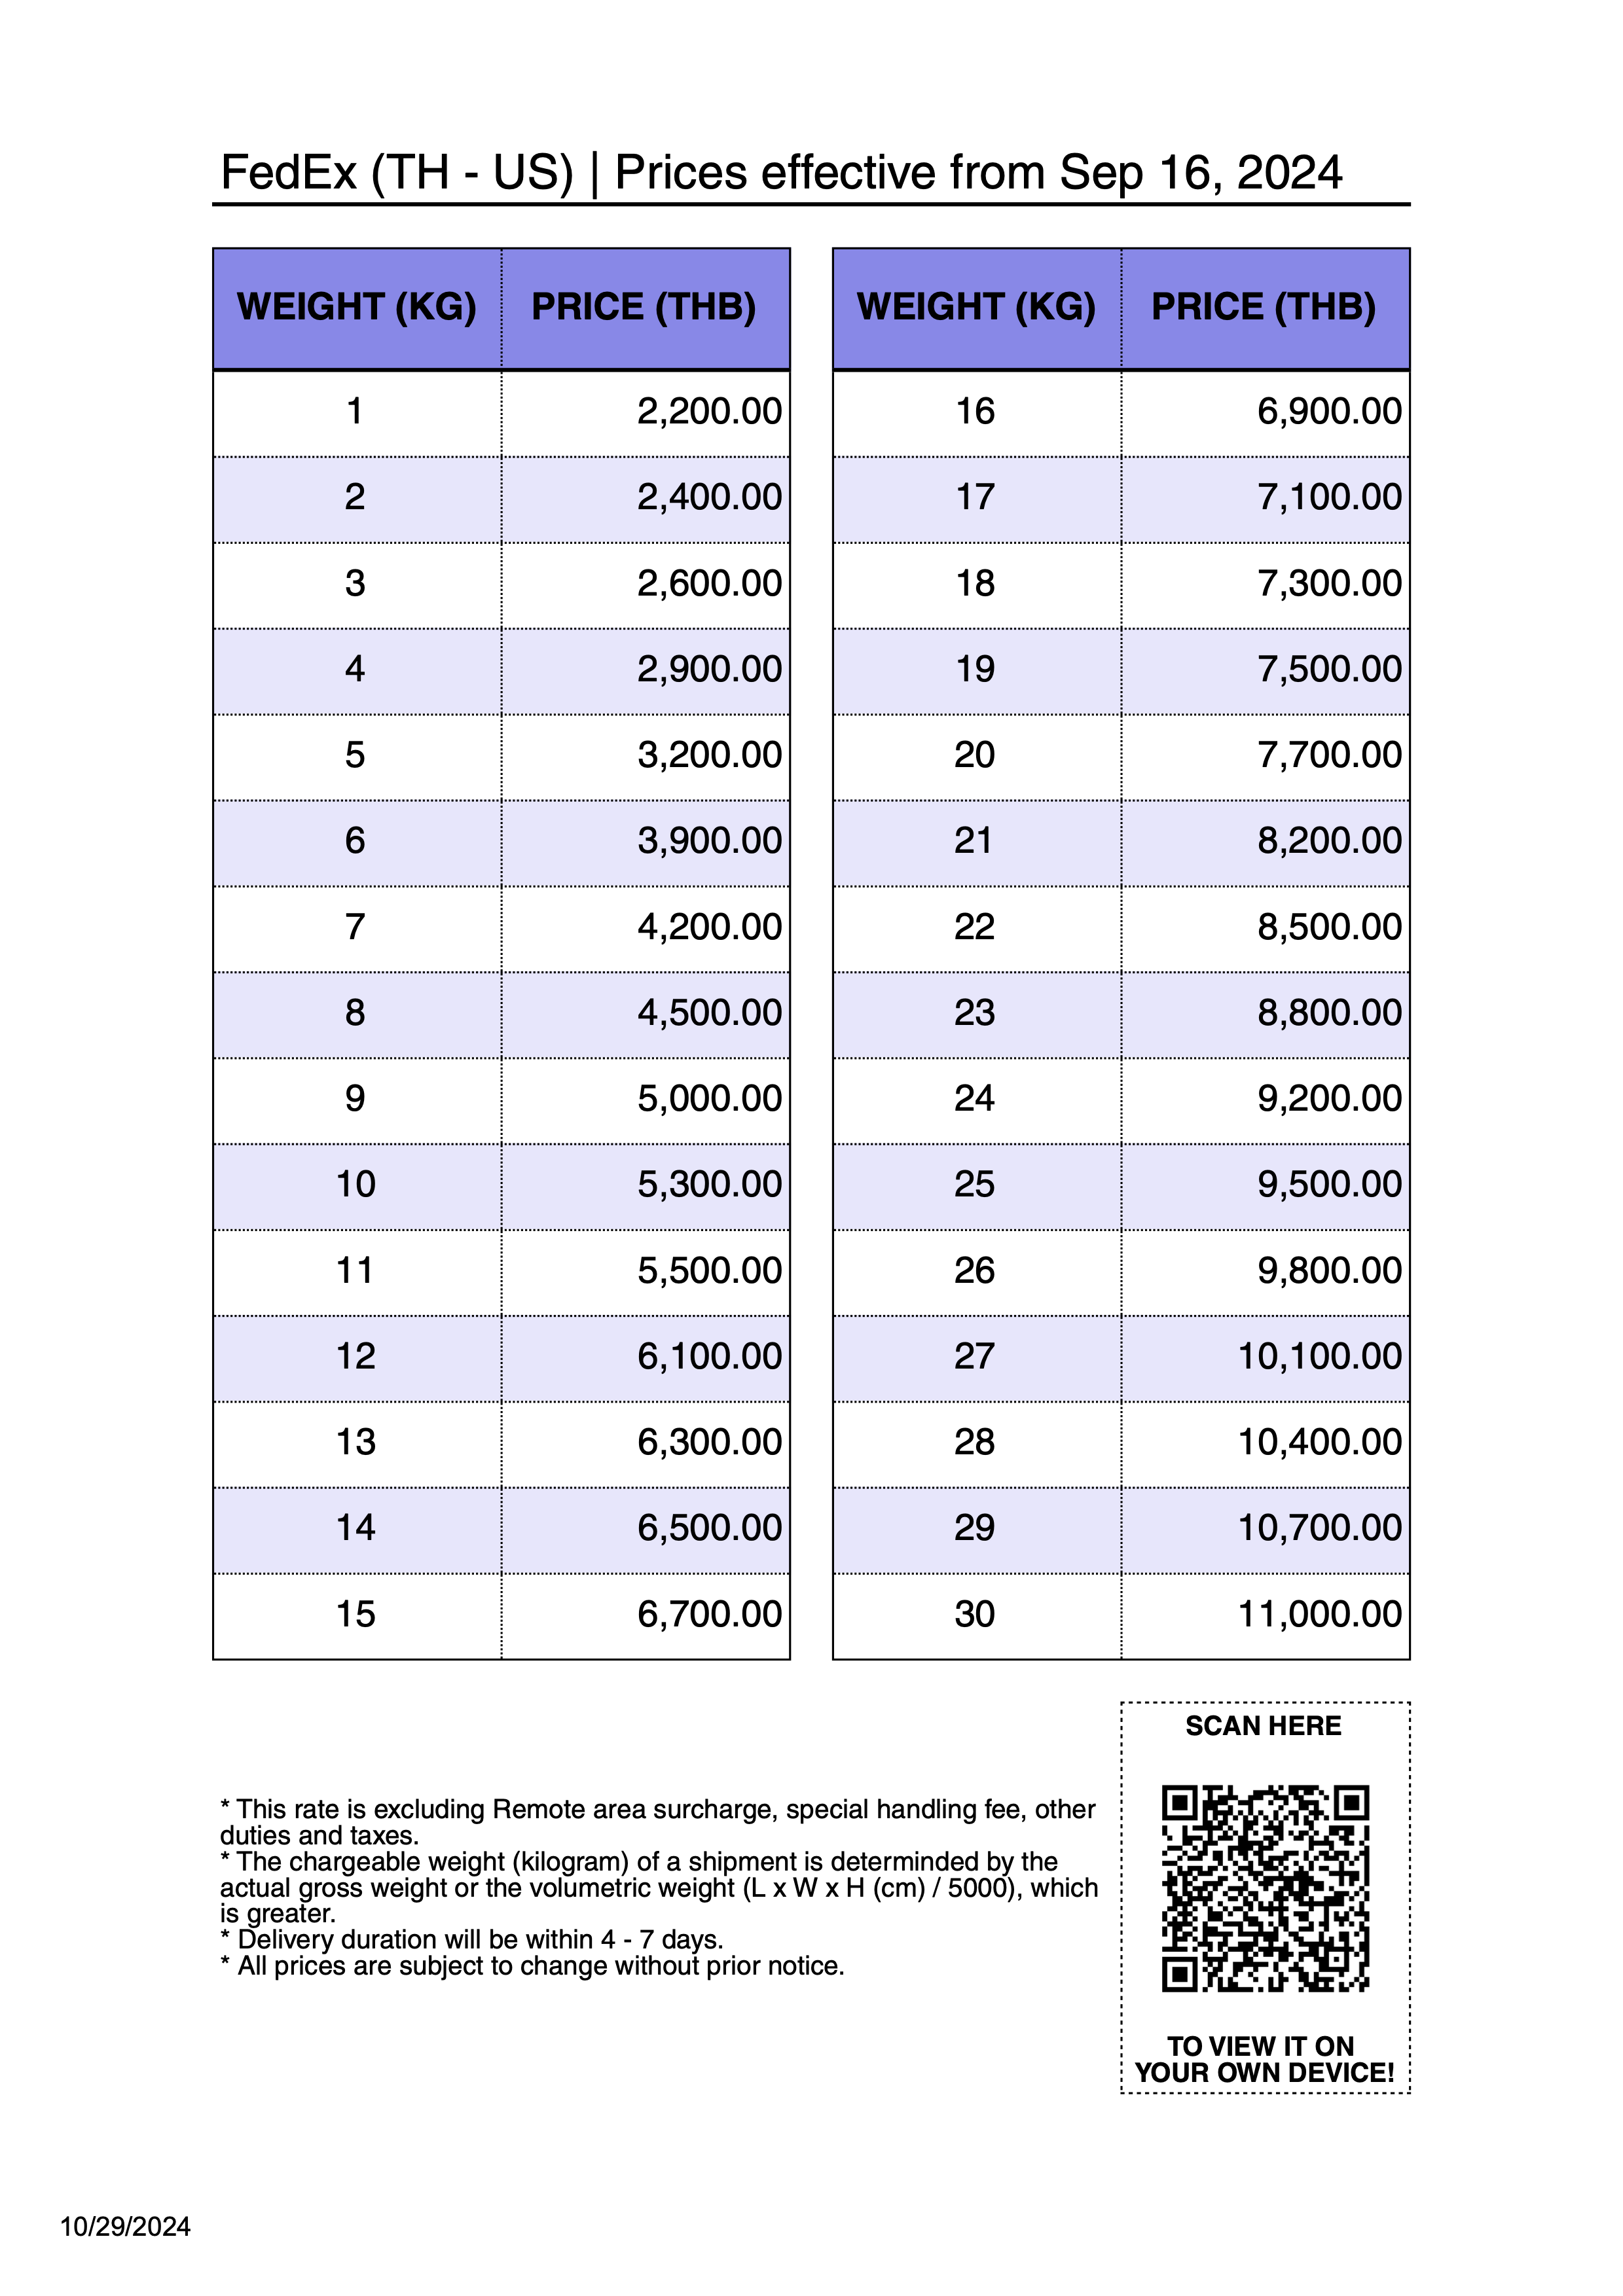 FedEx (TH - US) | Prices effective from Sep 16, 2024
WEIGHT (KG) PRICE (THB)
1 2,200.00
2 2,400.00
3 2,600.00
4 2,900.00
5 3,200.00
6 3,900.00
7 4,200.00
8 4,500.00
9 5,000.00
10 5,300.00
11 5,500.00
12 6,100.00
13 6,300.00
14 6,500.00
15 6,700.00
WEIGHT (KG) PRICE (THB)
16 6,900.00
17 7,100.00
18 7,300.00
19 7,500.00
20 7,700.00
21 8,200.00
22 8,500.00
23 8,800.00
24 9,200.00
25 9,500.00
26 9,800.00
27 10,100.00
28 10,400.00
29 10,700.00
30 11,000.00
* This rate is excluding Remote area surcharge, special handling fee, other
duties and taxes.
* The chargeable weight (kilogram) of a shipment is determinded by the
actual gross weight or the volumetric weight (L x W x H (cm) / 5000), which
is greater.
* Delivery duration will be within 4 - 7 days.
* All prices are subject to change without prior notice.
SCAN HERE
TO VIEW IT ON
YOUR OWN DEVICE!
10/29/2024